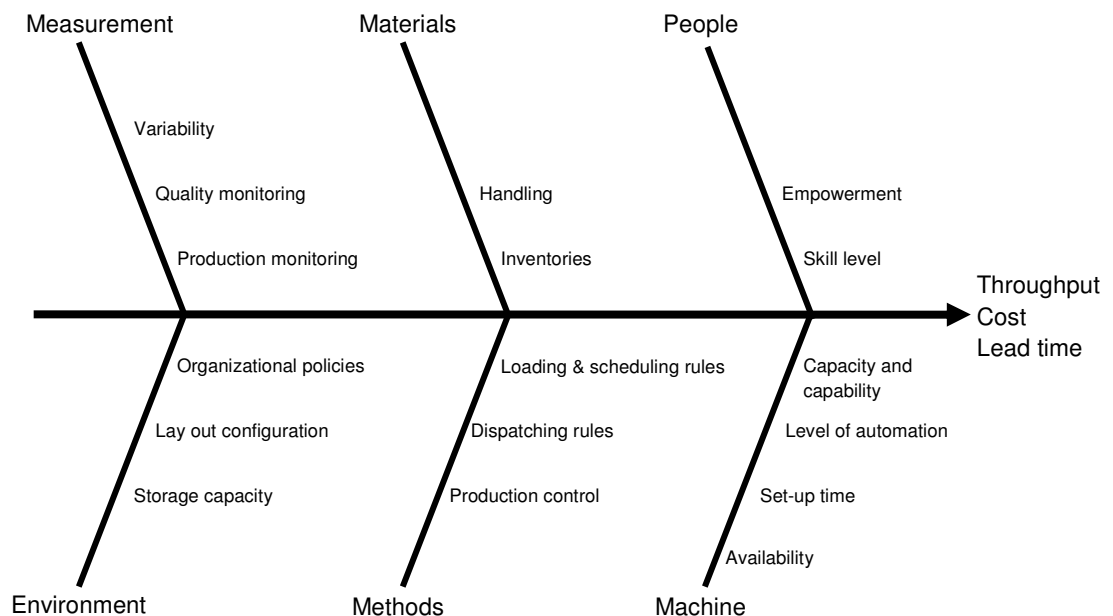 Measurement
Materials
People
Variability
Quality monitoring
Handling
Empowerment
Production monitoring
Inventories
Skill level
Throughput
Cost
Lead time
Organizational policies
Loading & scheduling rules
Capacity and
capability
Lay out configuration
Dispatching rules
Level of automation
Storage capacity
Production control
Set-up time
Availability
Environment
Methods
Machine